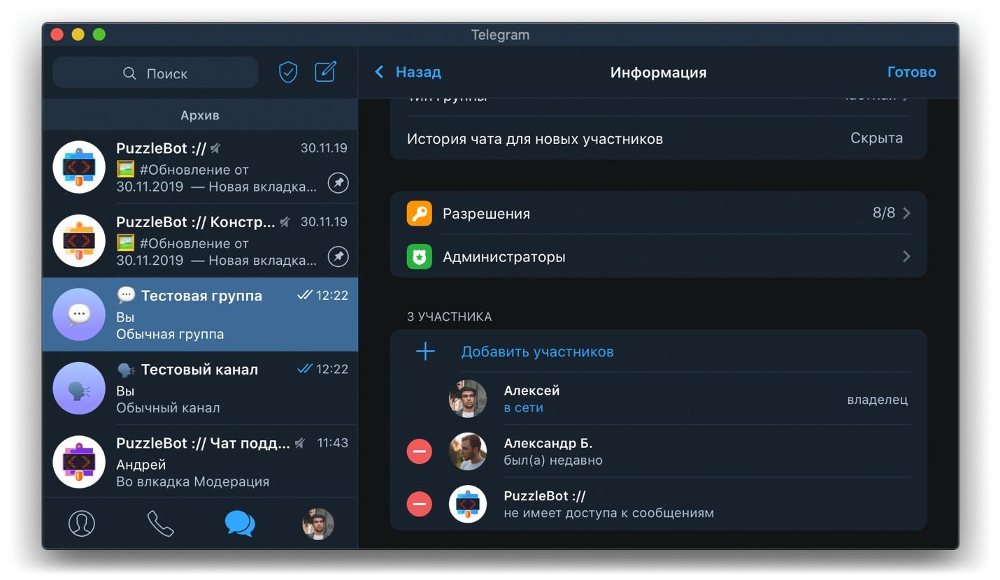 Telegram
Поиск
Архив
PuzzleBot ://
30.11.19
#Обновление от
30.11.2019 — Новая вкладка...
PuzzleBot :// Констр...
30.11.19
#Обновление от
30.11.2019 — Новая вкладка...
Тестовая группа
12:22
Вы
Обычная группа
Тестовый канал
12:22
Вы
Обычный канал
PuzzleBot :// Чат подд...
11:43
Андрей
Во влкадка Модерация
Назад
Информация
Готово
Тип группы
частная
История чата для новых участников
Скрыта
Разрешения
8/8
Администраторы
3 УЧАСТНИКА
Добавить участников
Алексей
в сети
владелец
Александр Б.
был(а) недавно
PuzzleBot ://
не имеет доступа к сообщениям